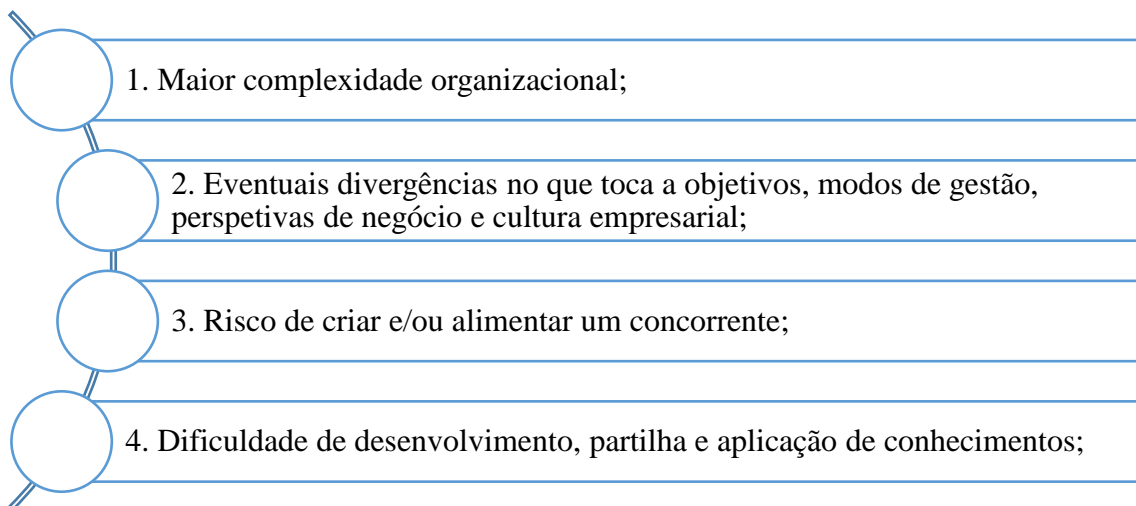 1. Maior complexidade organizacional;
2. Eventuais divergências no que toca a objetivos, modos de gestão,
perspetivas de negócio e cultura empresarial;
3. Risco de criar e/ou alimentar um concorrente;
4. Dificuldade de desenvolvimento, partilha e aplicação de conhecimentos;